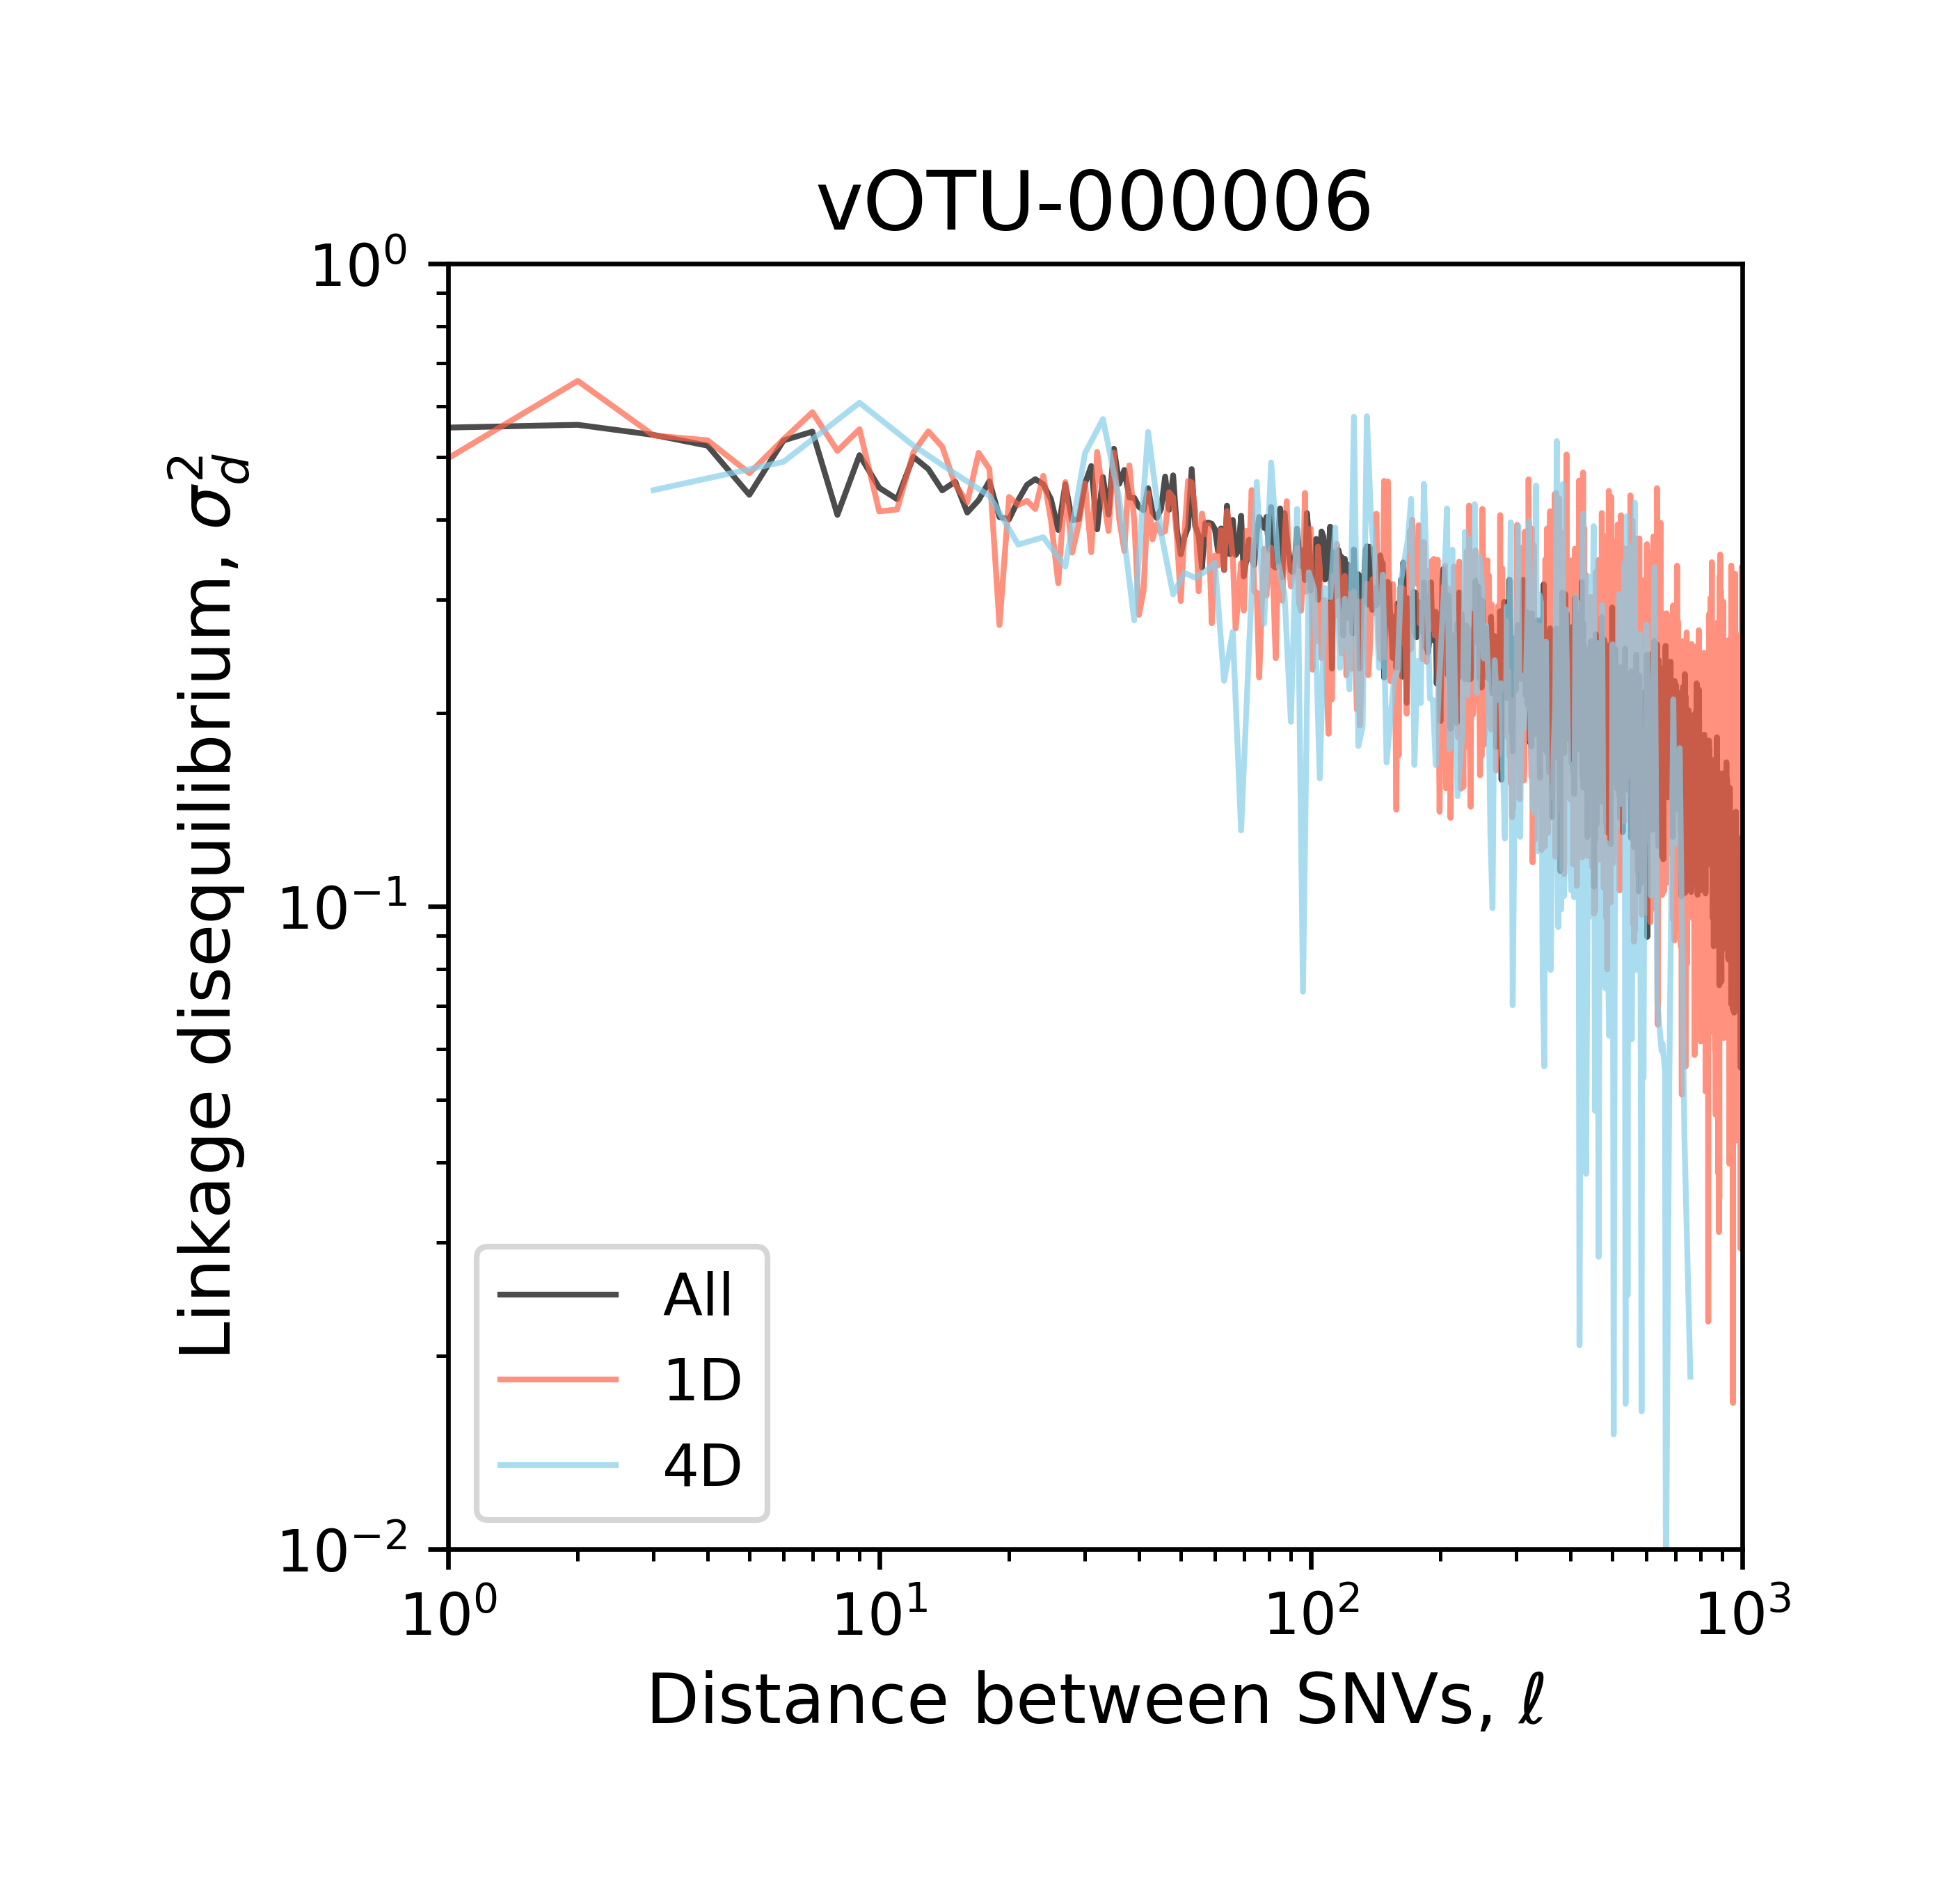 vOTU-000006
Linkage disequilibrium, σ_d^2
10^0
10^-1
10^-2
All
1D
4D
10^0 10^1 10^2 10^3
Distance between SNVs, ℓ